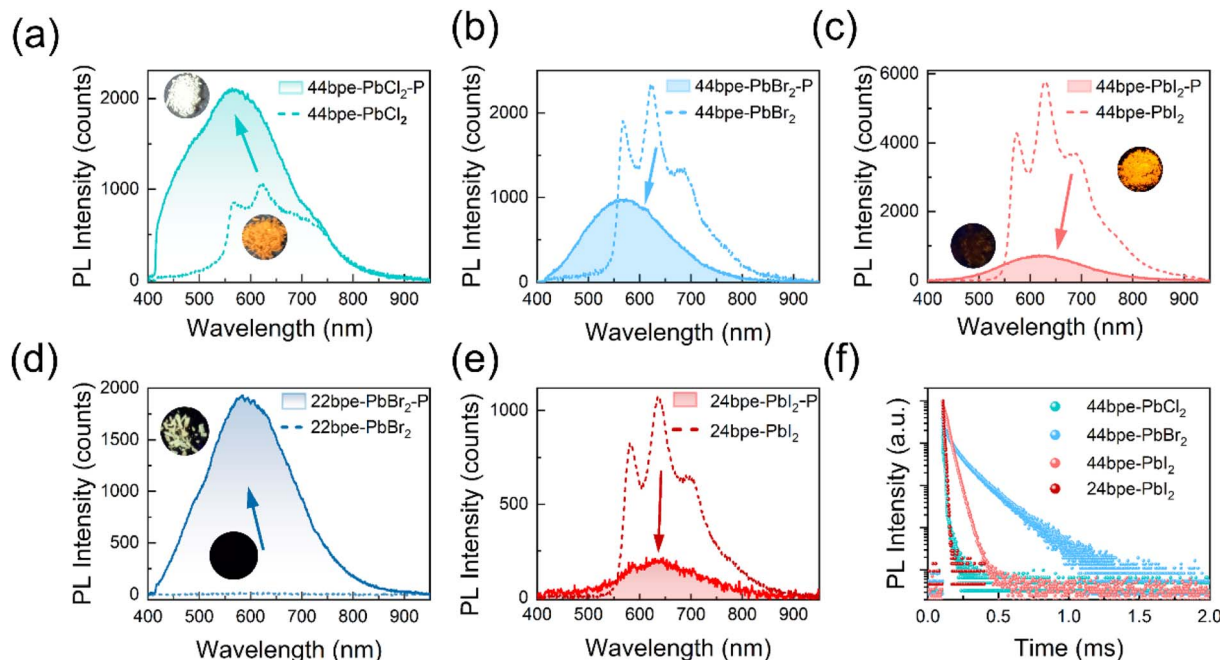 (a)
PL Intensity (counts)
2000
1000
0
44bpe-PbCl₂-P
44bpe-PbCl₂
400 500 600 700 800 900
Wavelength (nm)
(b)
PL Intensity (counts)
2000
1000
0
44bpe-PbBr₂-P
44bpe-PbBr₂
400 500 600 700 800 900
Wavelength (nm)
(c)
PL Intensity (counts)
6000
4000
2000
0
44bpe-PbI₂-P
44bpe-PbI₂
400 500 600 700 800 900
Wavelength (nm)
(d)
PL Intensity (counts)
2000
1500
1000
500
0
22bpe-PbBr₂-P
22bpe-PbBr₂
400 500 600 700 800 900
Wavelength (nm)
(e)
PL Intensity (counts)
1000
500
0
24bpe-PbI₂-P
24bpe-PbI₂
400 500 600 700 800 900
Wavelength (nm)
(f)
PL Intensity (a.u.)
44bpe-PbCl₂
44bpe-PbBr₂
44bpe-PbI₂
24bpe-PbI₂
0.0 0.5 1.0 1.5 2.0
Time (ms)